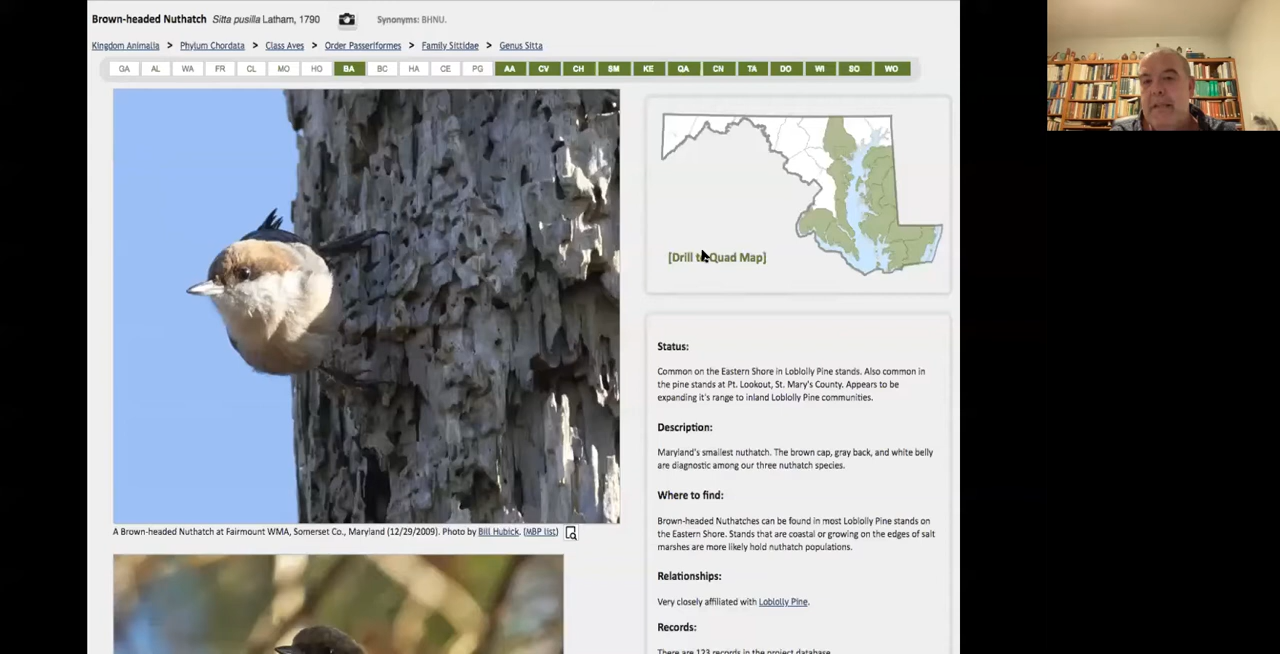 Brown-headed Nuthatch Sitta pusilla Latham, 1790 Synonyms: BHNU.
Kingdom Animalia > Phylum Chordata > Class Aves > Order Passeriformes > Family Sittidae > Genus Sitta
GA AL WA FR CL MO HO BA BC HA CE PG AA CV CH SM KE QA CN TA DO WI SO WO
[Drill to Quad Map]
Status:
Common on the Eastern Shore in Loblolly Pine stands. Also common in
the pine stands at Pt. Lookout, St. Mary's County. Appears to be
expanding it's range to inland Loblolly Pine communities.
Description:
Maryland's smallest nuthatch. The brown cap, gray back, and white belly
are diagnostic among our three nuthatch species.
Where to find:
Brown-headed Nuthatches can be found in most Loblolly Pine stands on
the Eastern Shore. Stands that are coastal or growing on the edges of salt
marshes are more likely hold nuthatch populations.
Relationships:
Very closely affiliated with Loblolly Pine.
Records:
There are 123 records in the project database.
A Brown-headed Nuthatch at Fairmount WMA, Somerset Co., Maryland (12/29/2009). Photo by Bill Hubick. (MBP list)